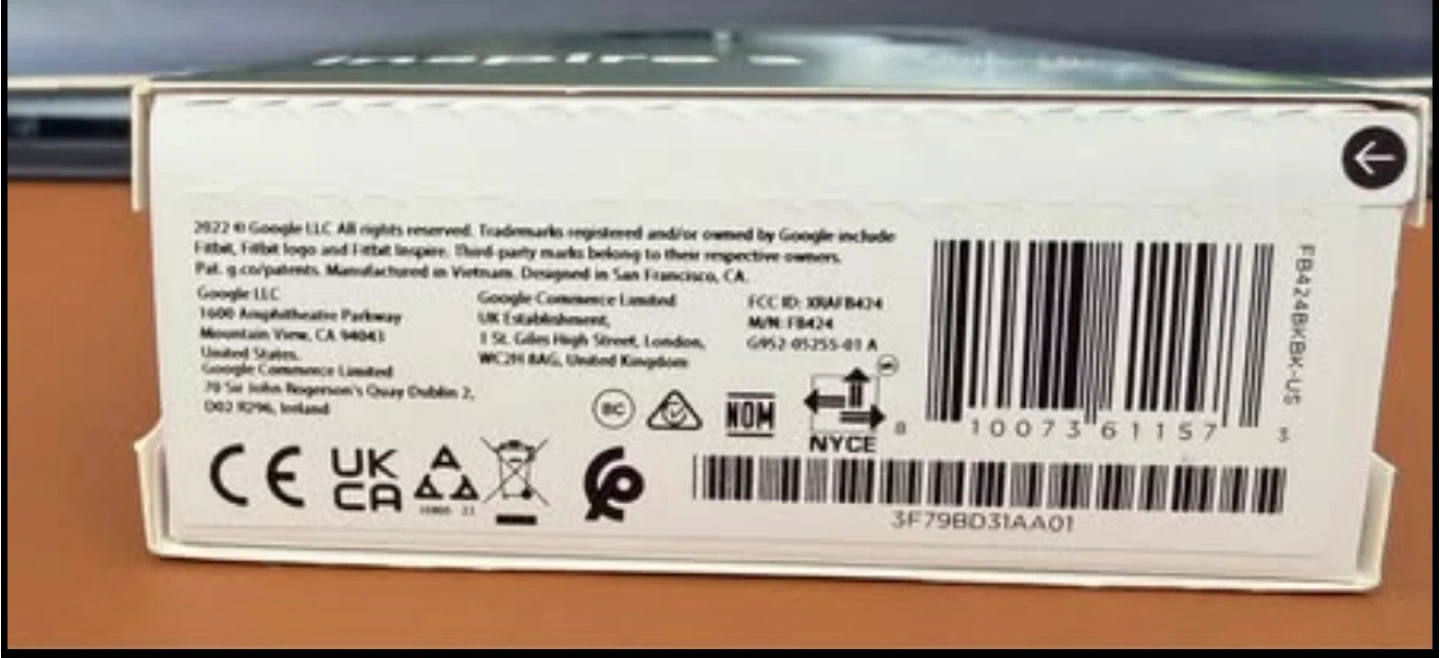 inspire 3
2022 © Google LLC All rights reserved. Trademarks registered and/or owned by Google include
Fitbit, Fitbit logo and Fitbit Inspire. Third-party marks belong to their respective owners.
Pat. g.co/patents. Manufactured in Vietnam. Designed in San Francisco, CA.
Google LLC
1600 Amphitheatre Parkway
Mountain View, CA 94043
United States.
Google Commerce Limited
70 Sir John Rogerson's Quay Dublin 2,
D02 R296, Ireland
Google Commerce Limited
UK Establishment,
1 St. Giles High Street, London,
WC2H 8AG, United Kingdom
FCC ID: XRAFB424
M/N: FB424
G952-05255-01 A
BC
NOM
NYCE
CE
UK
CA
8 10073 61157 3
FB424BKBK-US
3F79BD31AA01